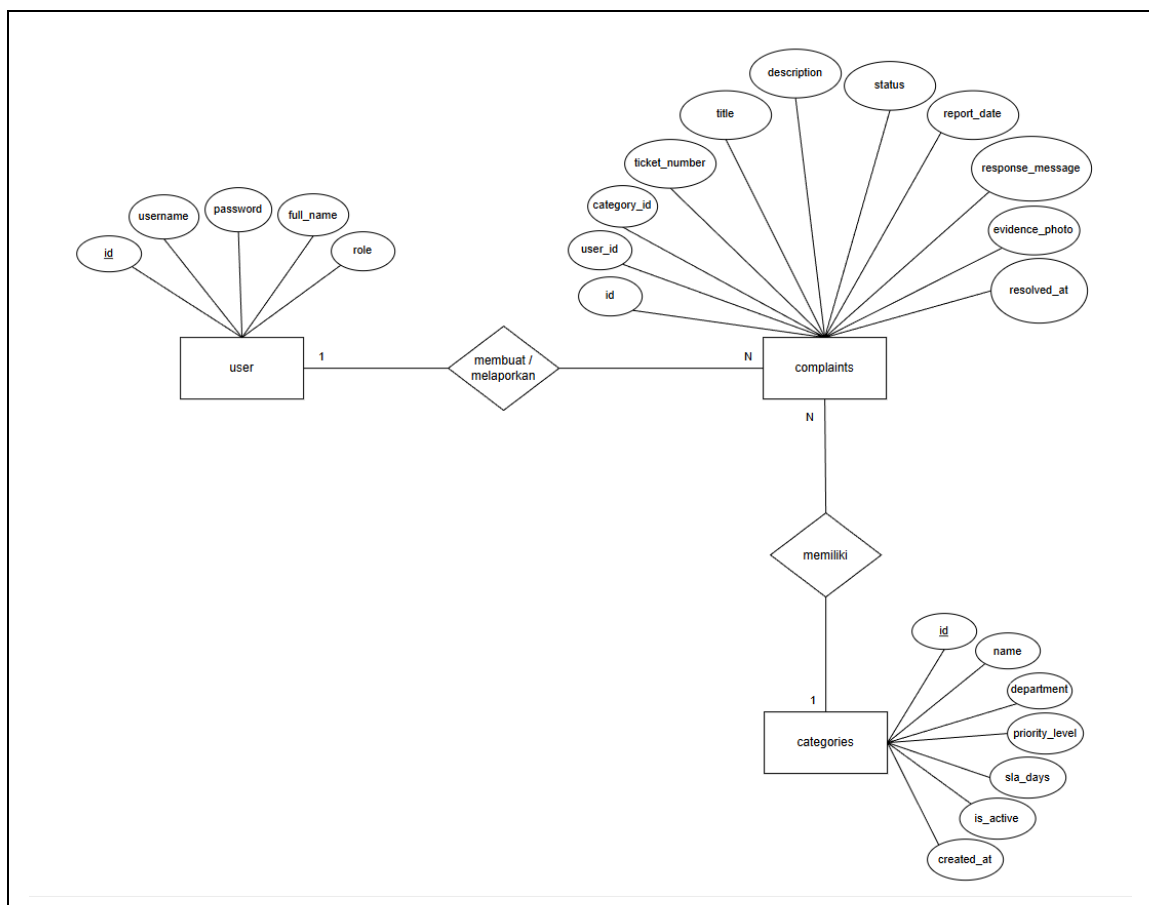 description
status
title
report_date
ticket_number
response_message
category_id
evidence_photo
user_id
resolved_at
id
username
password
full_name
id
role
user
1
membuat /
melaporkan
N
complaints
N
memiliki
1
categories
id
name
department
priority_level
sla_days
is_active
created_at